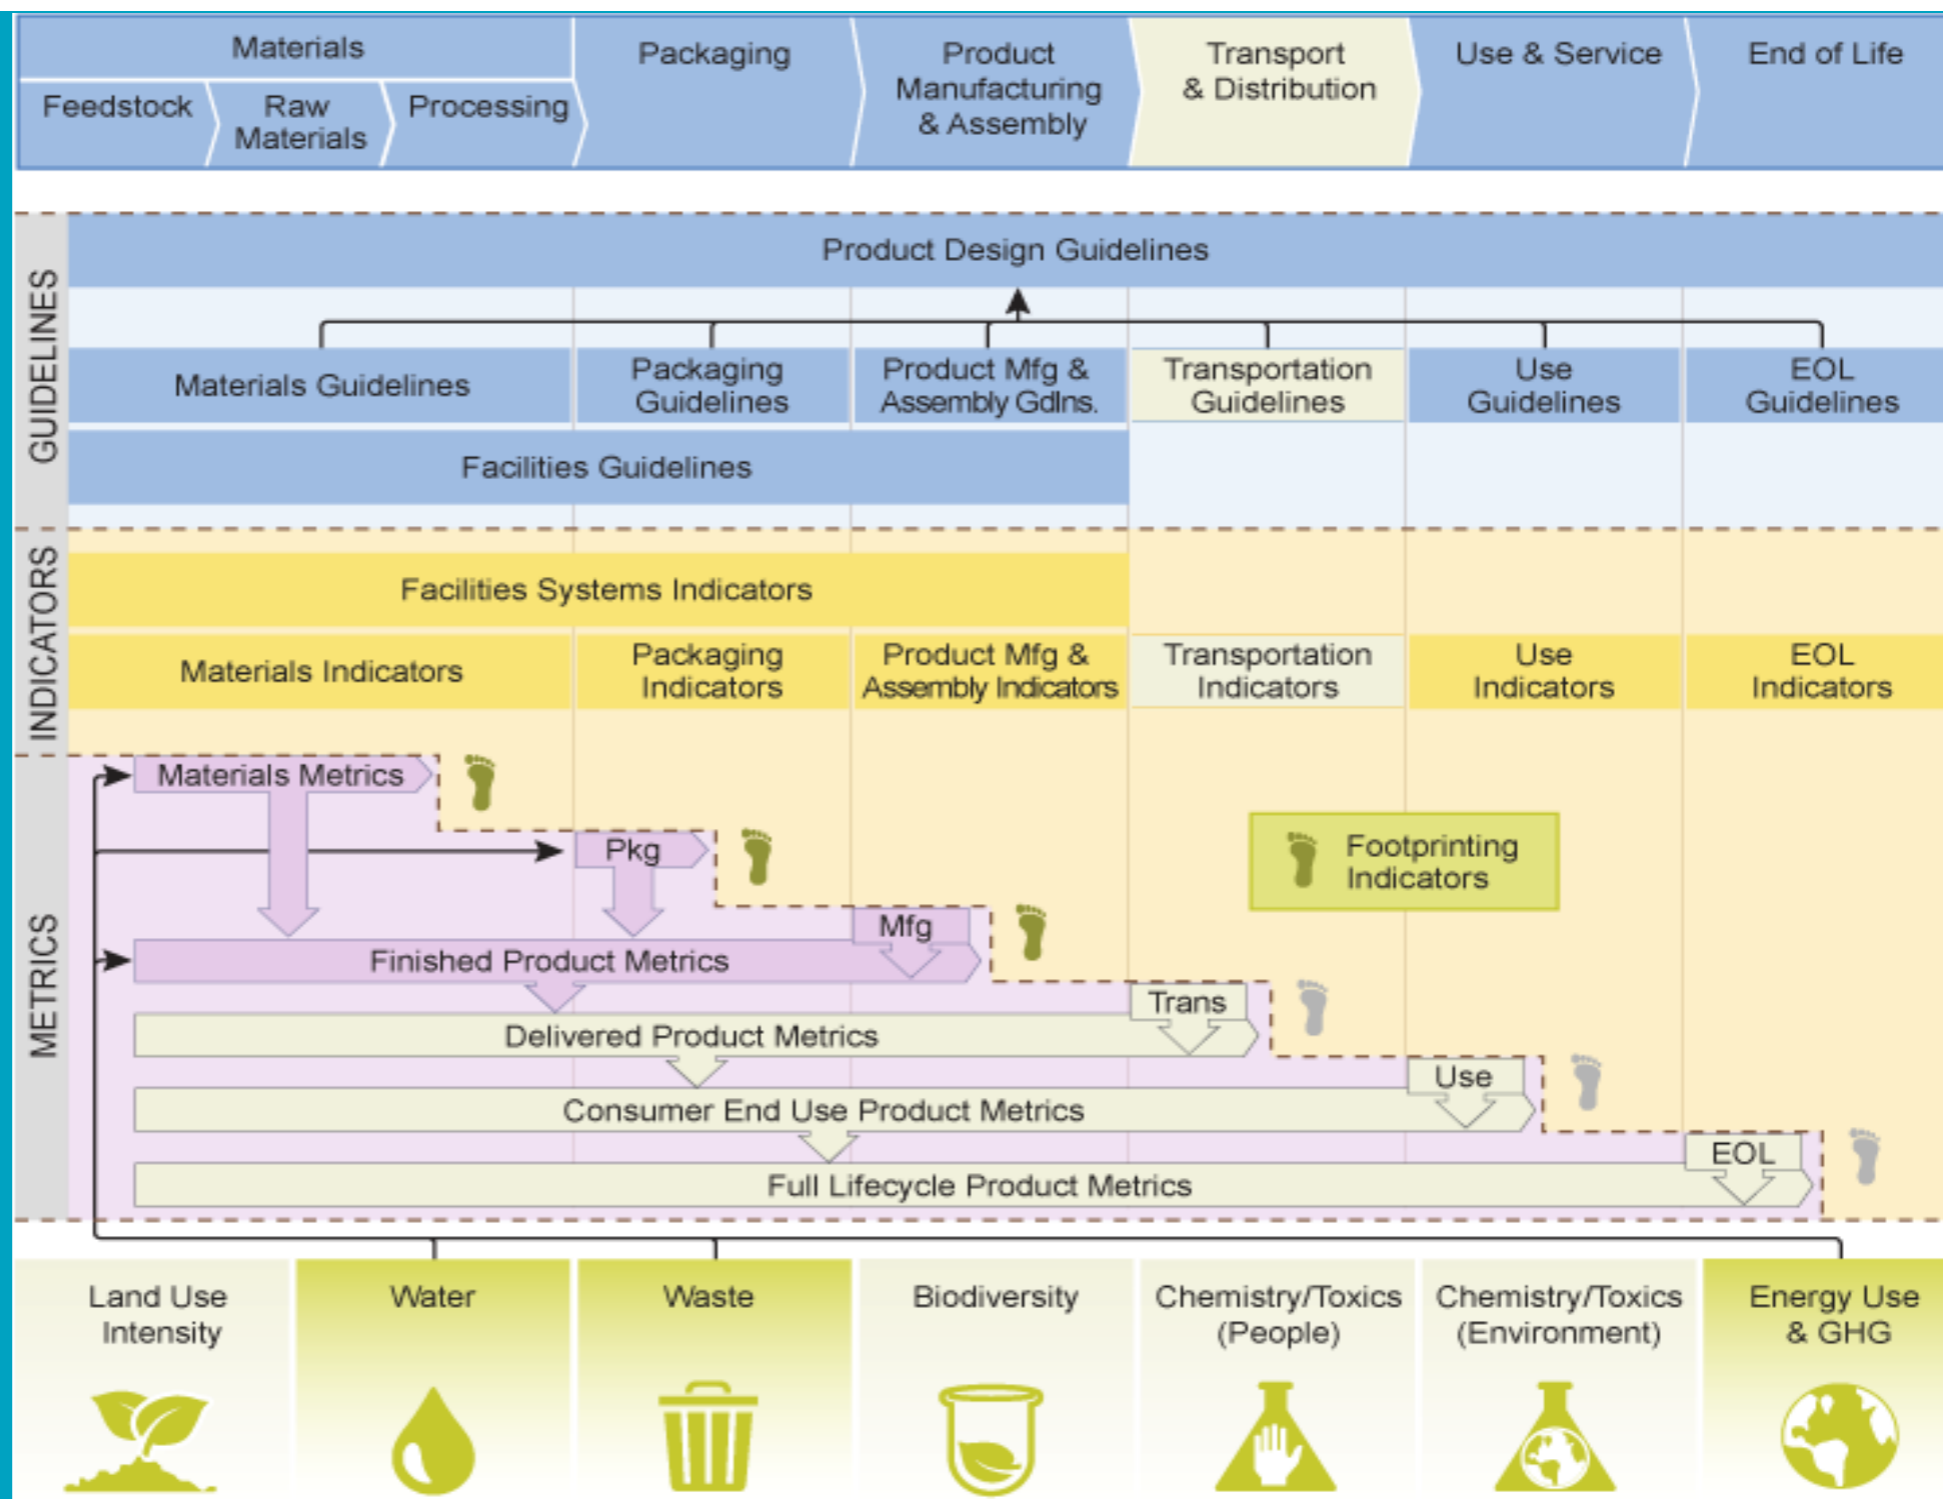 Materials
Feedstock
Raw
Materials
Processing
Packaging
Product
Manufacturing
& Assembly
Transport
& Distribution
Use & Service
End of Life
GUIDELINES
Product Design Guidelines
Materials Guidelines
Packaging
Guidelines
Product Mfg &
Assembly Gdlns.
Transportation
Guidelines
Use
Guidelines
EOL
Guidelines
Facilities Guidelines
INDICATORS
Facilities Systems Indicators
Materials Indicators
Packaging
Indicators
Product Mfg &
Assembly Indicators
Transportation
Indicators
Use
Indicators
EOL
Indicators
METRICS
Materials Metrics
Pkg
Footprinting
Indicators
Mfg
Finished Product Metrics
Trans
Delivered Product Metrics
Use
Consumer End Use Product Metrics
EOL
Full Lifecycle Product Metrics
Land Use
Intensity
Water
Waste
Biodiversity
Chemistry/Toxics
(People)
Chemistry/Toxics
(Environment)
Energy Use
& GHG